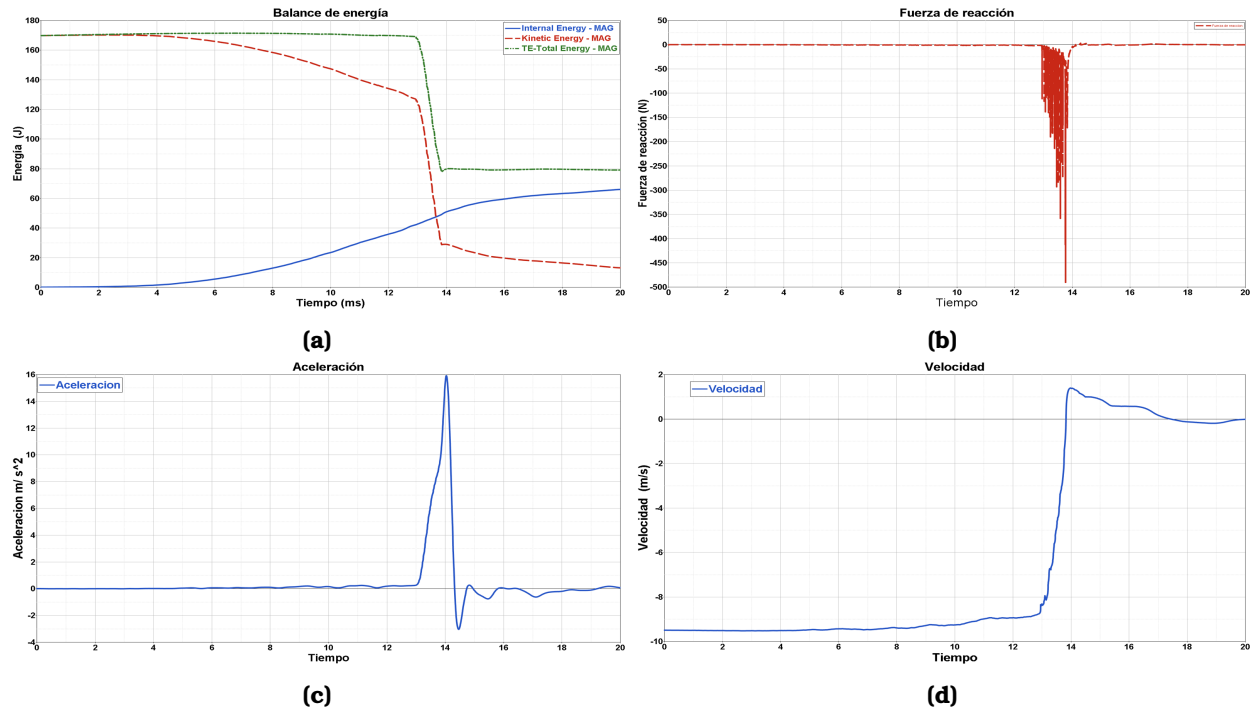 Balance de energía
Internal Energy - MAG
Kinetic Energy - MAG
TE-Total Energy - MAG
Energía (J)
180
160
140
120
100
80
60
40
20
0
0 2 4 6 8 10 12 14 16 18 20
Tiempo (ms)
(a)
Fuerza de reacción
Fuerza de reacción
Fuerza de reacción (N)
50
0
-50
-100
-150
-200
-250
-300
-350
-400
-450
-500
0 2 4 6 8 10 12 14 16 18 20
Tiempo
(b)
Aceleración
Aceleracion
Aceleracion m/ s^2
16
14
12
10
8
6
4
2
0
-2
-4
0 2 4 6 8 10 12 14 16 18 20
Tiempo
(c)
Velocidad
Velocidad
Velocidad (m/s)
2
0
-2
-4
-6
-8
-10
0 2 4 6 8 10 12 14 16 18 20
Tiempo
(d)